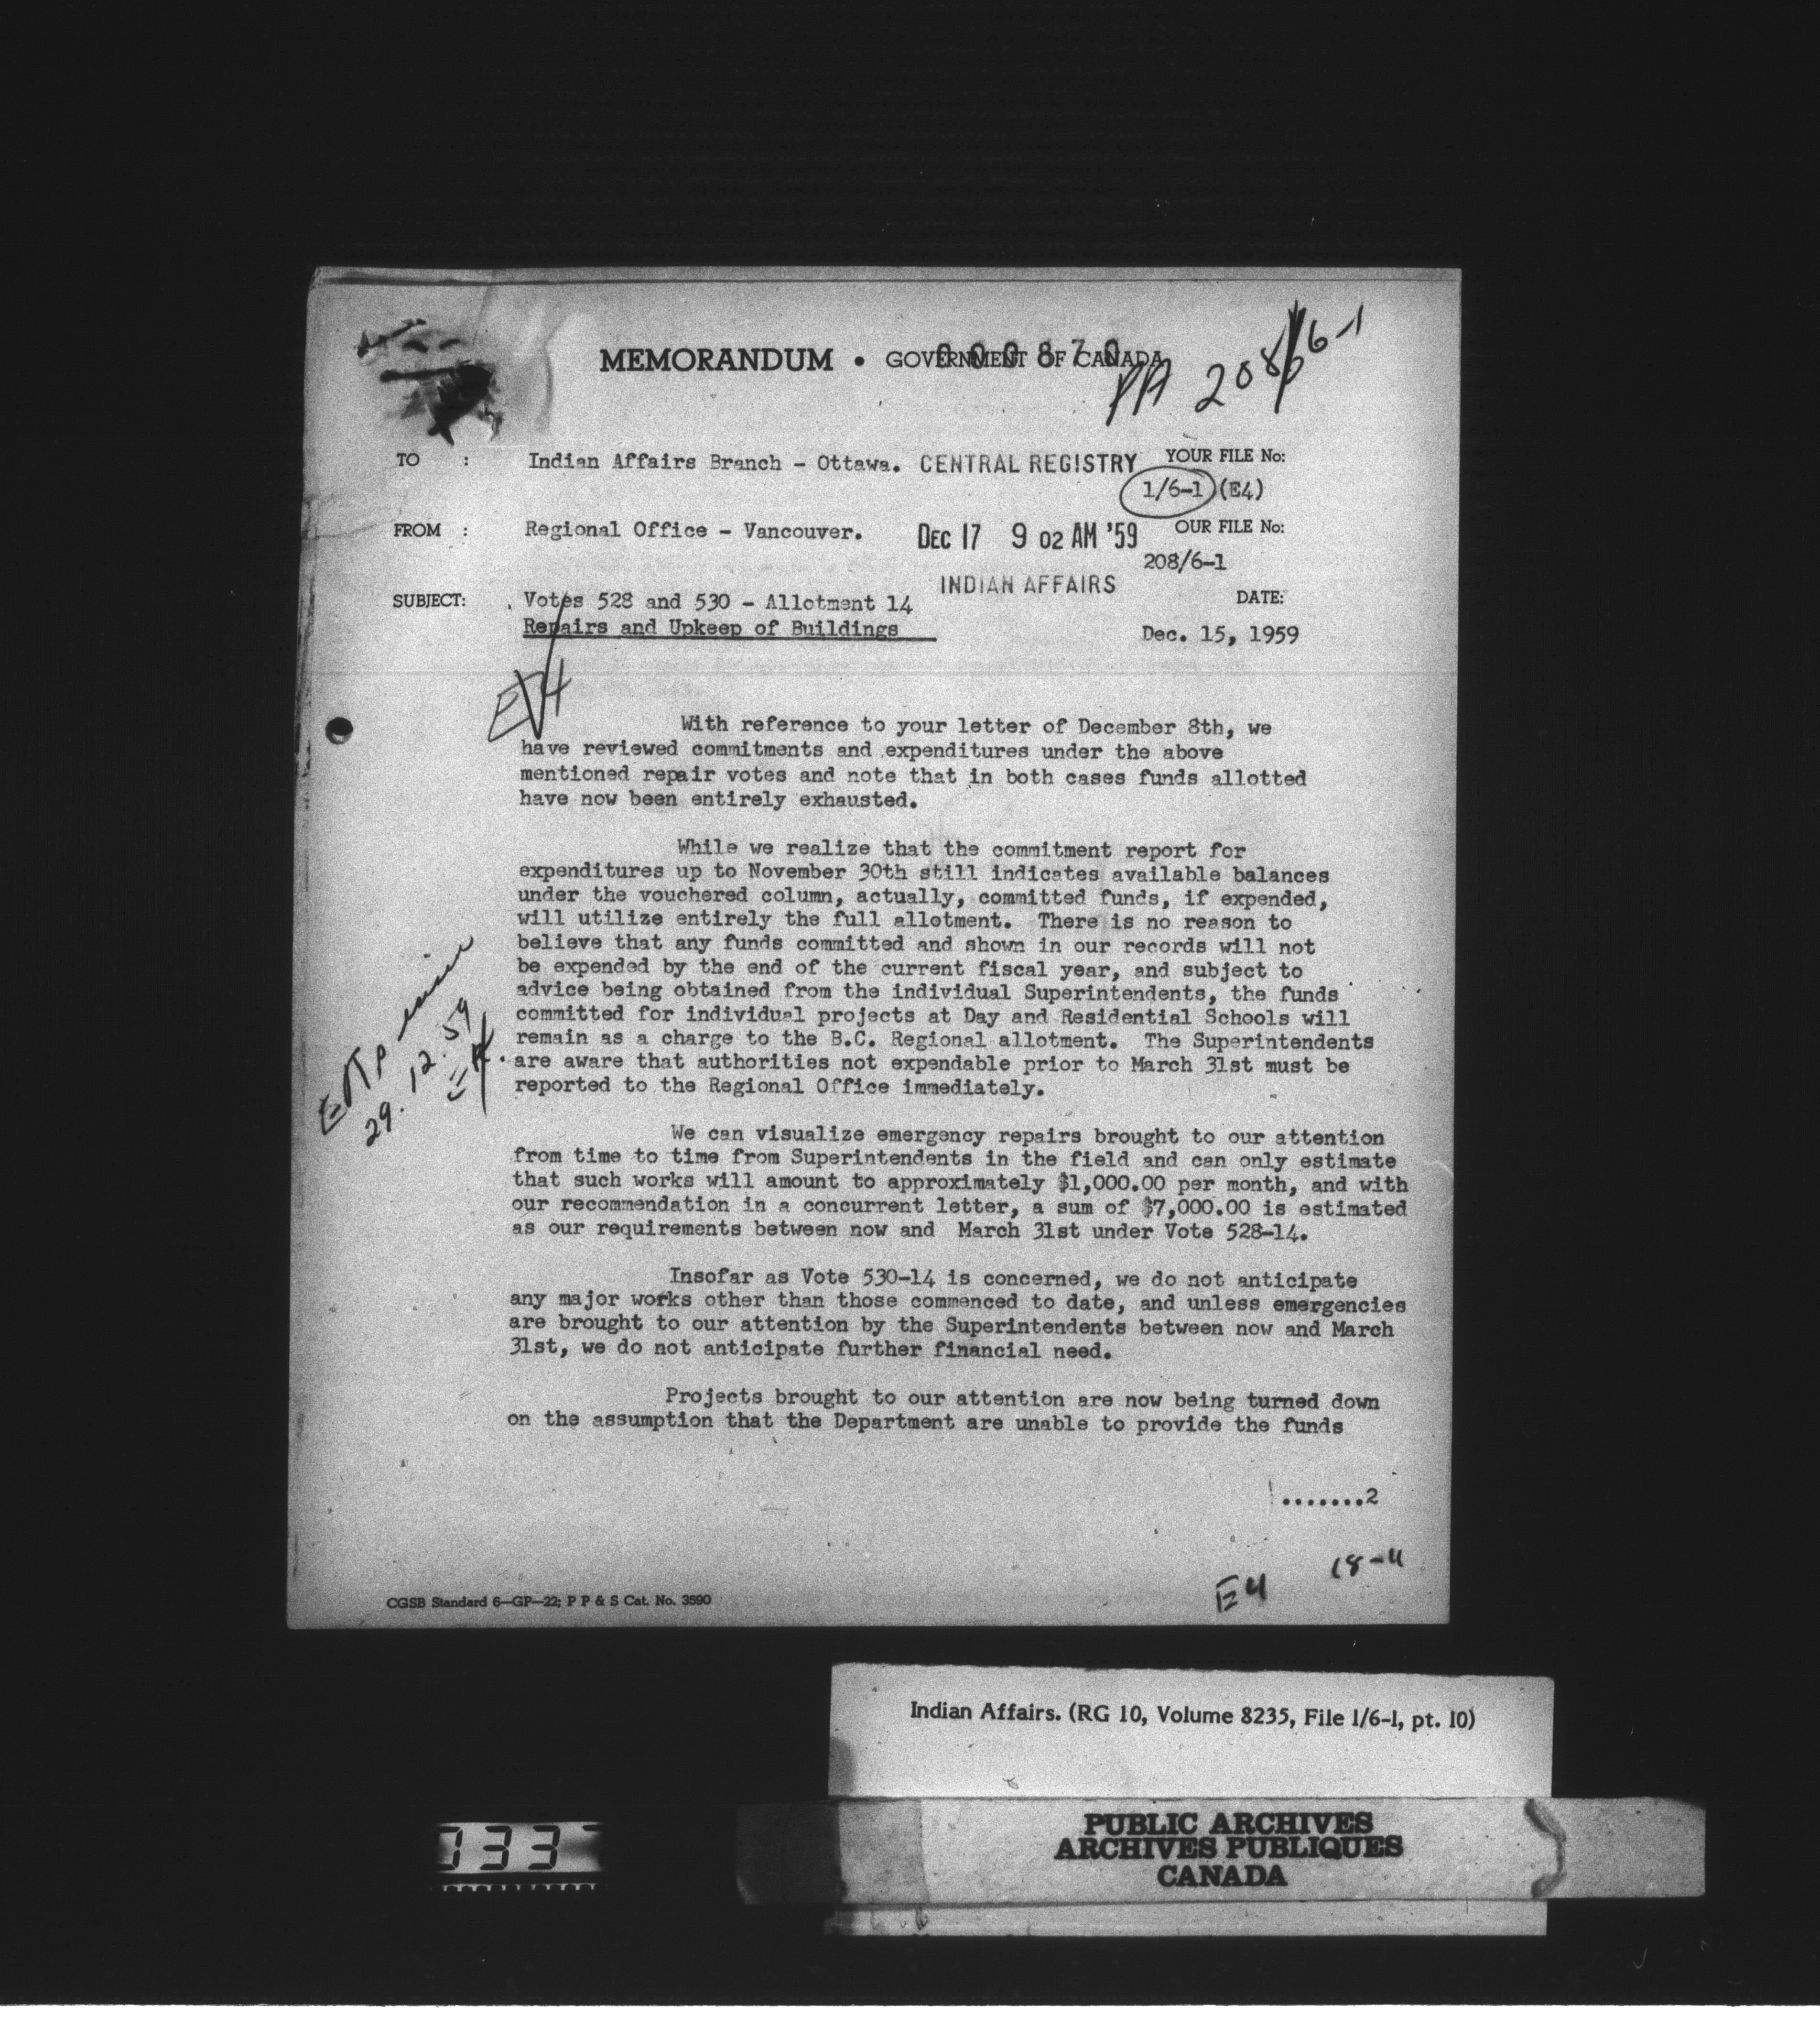 MEMORANDUM • GOVERNMENT OF CANADA
PA 208/6-1
TO : Indian Affairs Branch - Ottawa. CENTRAL REGISTRY YOUR FILE No:
1/6-1 (E4)
FROM : Regional Office - Vancouver. DEC 17 9 02 AM '59 OUR FILE No:
208/6-1
INDIAN AFFAIRS
SUBJECT: Votes 528 and 530 - Allotment 14 DATE:
Repairs and Upkeep of Buildings Dec. 15, 1959
With reference to your letter of December 8th, we
have reviewed commitments and expenditures under the above
mentioned repair votes and note that in both cases funds allotted
have now been entirely exhausted.
While we realize that the commitment report for
expenditures up to November 30th still indicates available balances
under the vouchered column, actually, committed funds, if expended,
will utilize entirely the full allotment. There is no reason to
believe that any funds committed and shown in our records will not
be expended by the end of the current fiscal year, and subject to
advice being obtained from the individual Superintendents, the funds
committed for individual projects at Day and Residential Schools will
remain as a charge to the B.C. Regional allotment. The Superintendents
are aware that authorities not expendable prior to March 31st must be
reported to the Regional Office immediately.
29.12.59
We can visualize emergency repairs brought to our attention
from time to time from Superintendents in the field and can only estimate
that such works will amount to approximately $1,000.00 per month, and with
our recommendation in a concurrent letter, a sum of $7,000.00 is estimated
as our requirements between now and March 31st under Vote 528-14.
Insofar as Vote 530-14 is concerned, we do not anticipate
any major works other than those commenced to date, and unless emergencies
are brought to our attention by the Superintendents between now and March
31st, we do not anticipate further financial need.
Projects brought to our attention are now being turned down
on the assumption that the Department are unable to provide the funds
.......2
18-4
E4
CGSB Standard 6-GP-22; P P & S Cat. No. 3590
Indian Affairs. (RG 10, Volume 8235, File 1/6-1, pt. 10)
PUBLIC ARCHIVES
ARCHIVES PUBLIQUES
CANADA